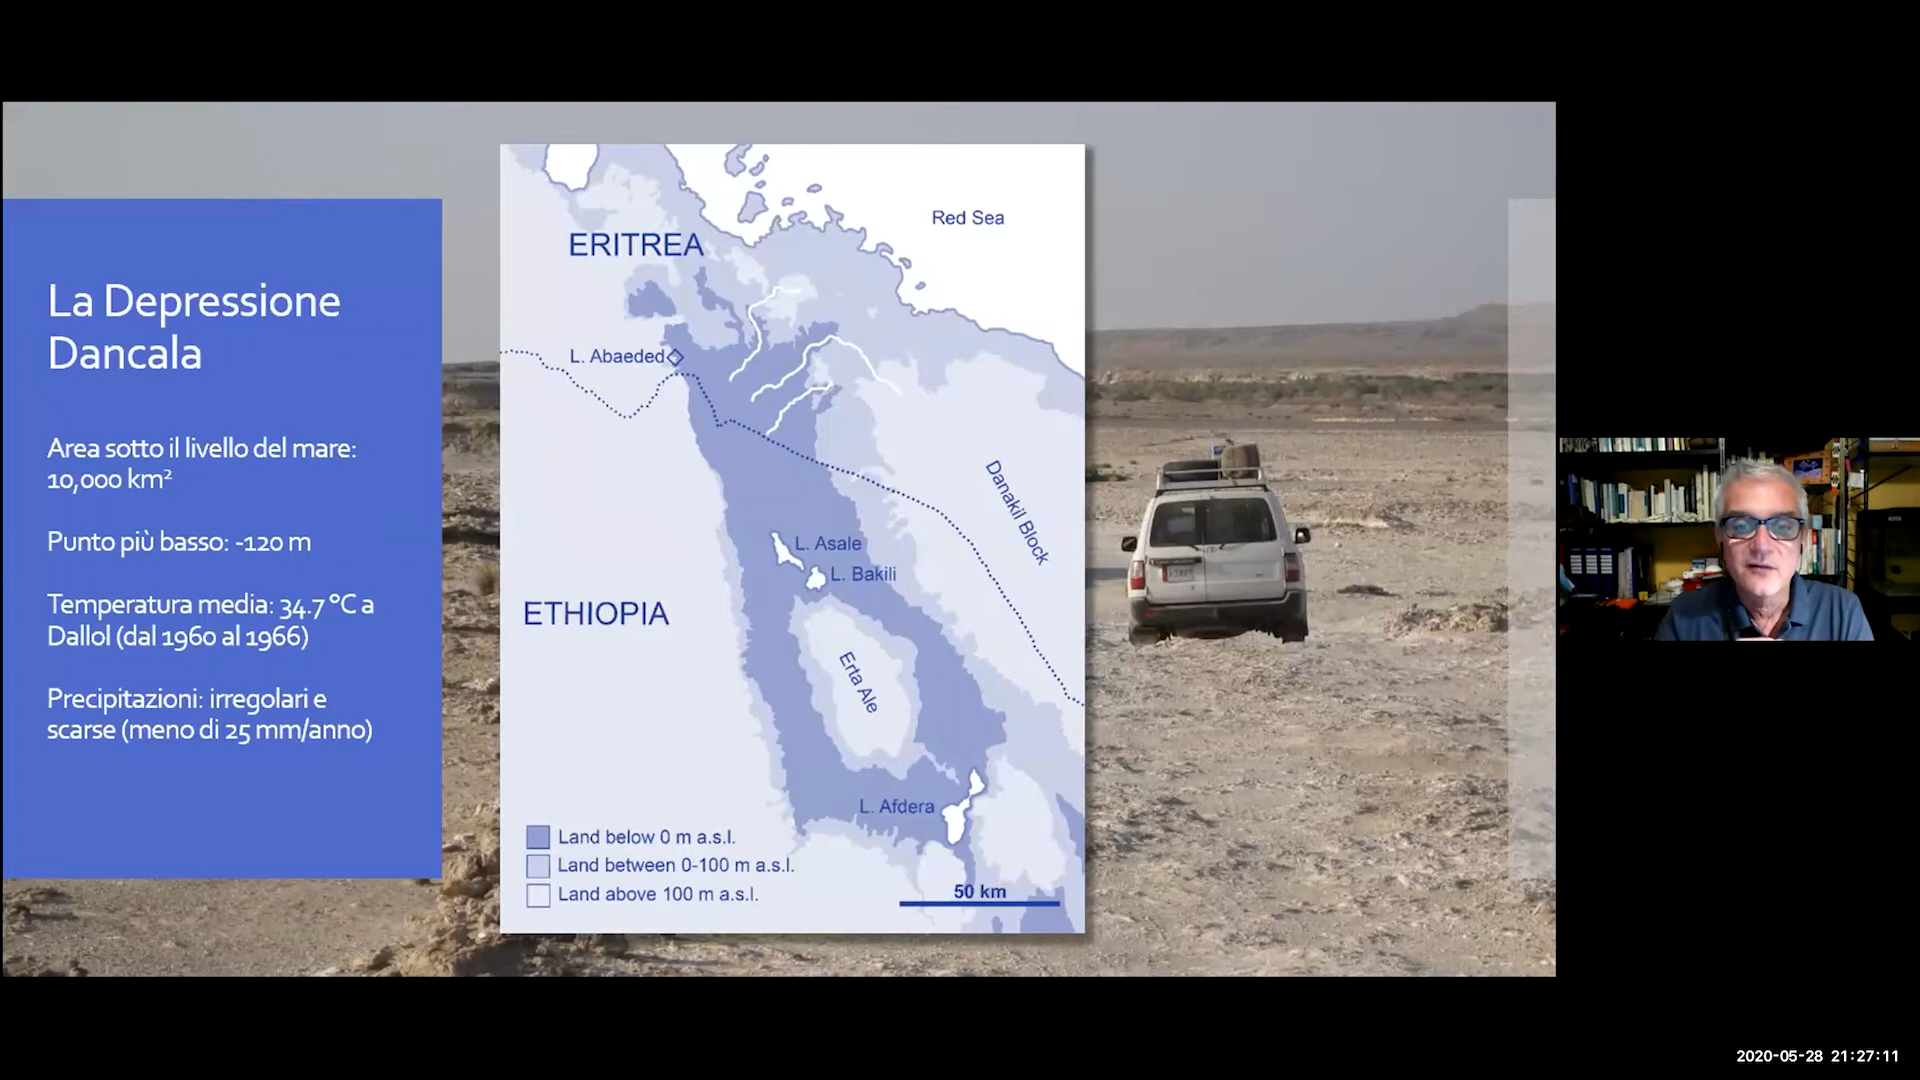 La Depressione
Dancala
Area sotto il livello del mare:
10,000 km²
Punto più basso: -120 m
Temperatura media: 34.7 °C a
Dallol (dal 1960 al 1966)
Precipitazioni: irregolari e
scarse (meno di 25 mm/anno)
Red Sea
ERITREA
L. Abaeded
Danakil Block
L. Asale
L. Bakili
ETHIOPIA
Erta Ale
L. Afdera
Land below 0 m a.s.l.
Land between 0-100 m a.s.l.
Land above 100 m a.s.l.
50 km
2020-05-28 21:27:11